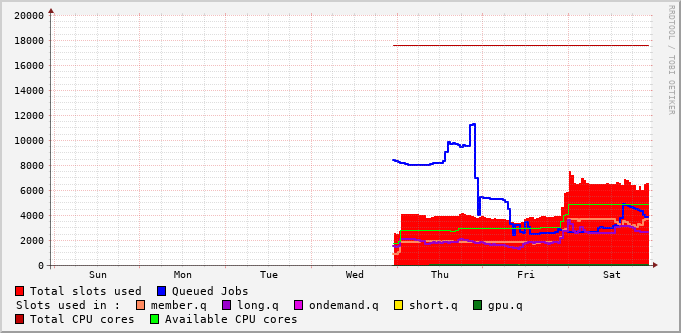 20000
18000
16000
14000
12000
10000
8000
6000
4000
2000
0
Sun Mon Tue Wed Thu Fri Sat
Total slots used Queued Jobs
Slots used in : member.q long.q ondemand.q short.q gpu.q
Total CPU cores Available CPU cores
RRDTOOL / TOBI OETIKER